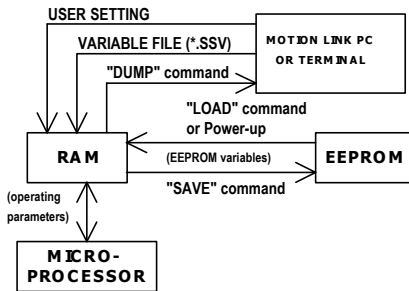 USER SETTING
VARIABLE FILE (*.SSV)
MOTION LINK PC
OR TERMINAL
"DUMP" command
"LOAD" command
or Power-up
RAM
(EEPROM variables)
EEPROM
"SAVE" command
(operating
parameters)
MICRO-
PROCESSOR